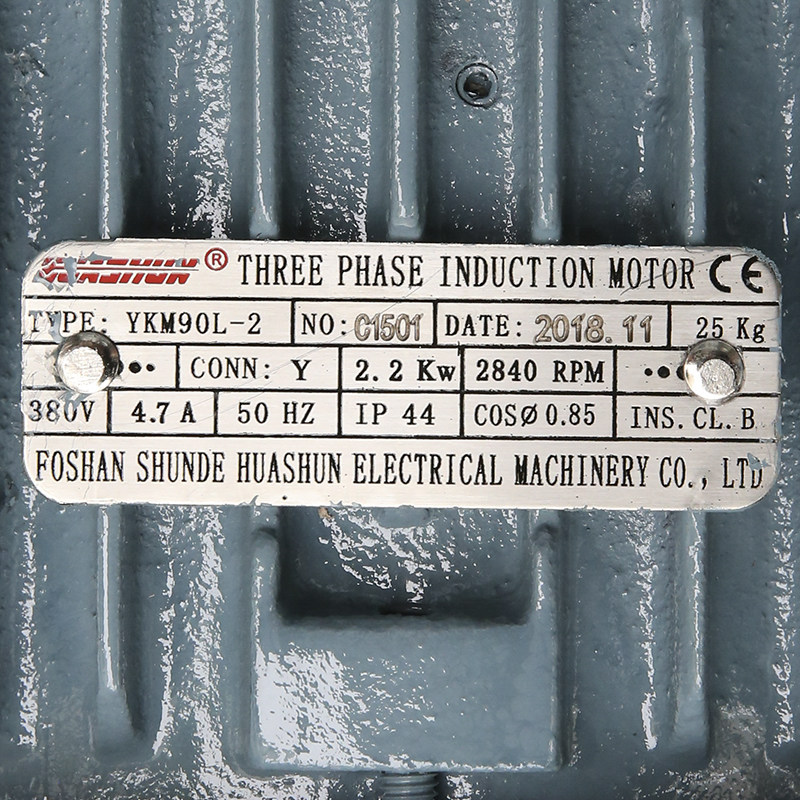 HUASHUN ® THREE PHASE INDUCTION MOTOR CE
TYPE: YKM90L-2 NO: C1501 DATE: 2018.11 25 Kg
••• CONN: Y 2.2 Kw 2840 RPM •••
380V 4.7 A 50 HZ IP 44 COSØ 0.85 INS. CL. B
FOSHAN SHUNDE HUASHUN ELECTRICAL MACHINERY CO., LTD